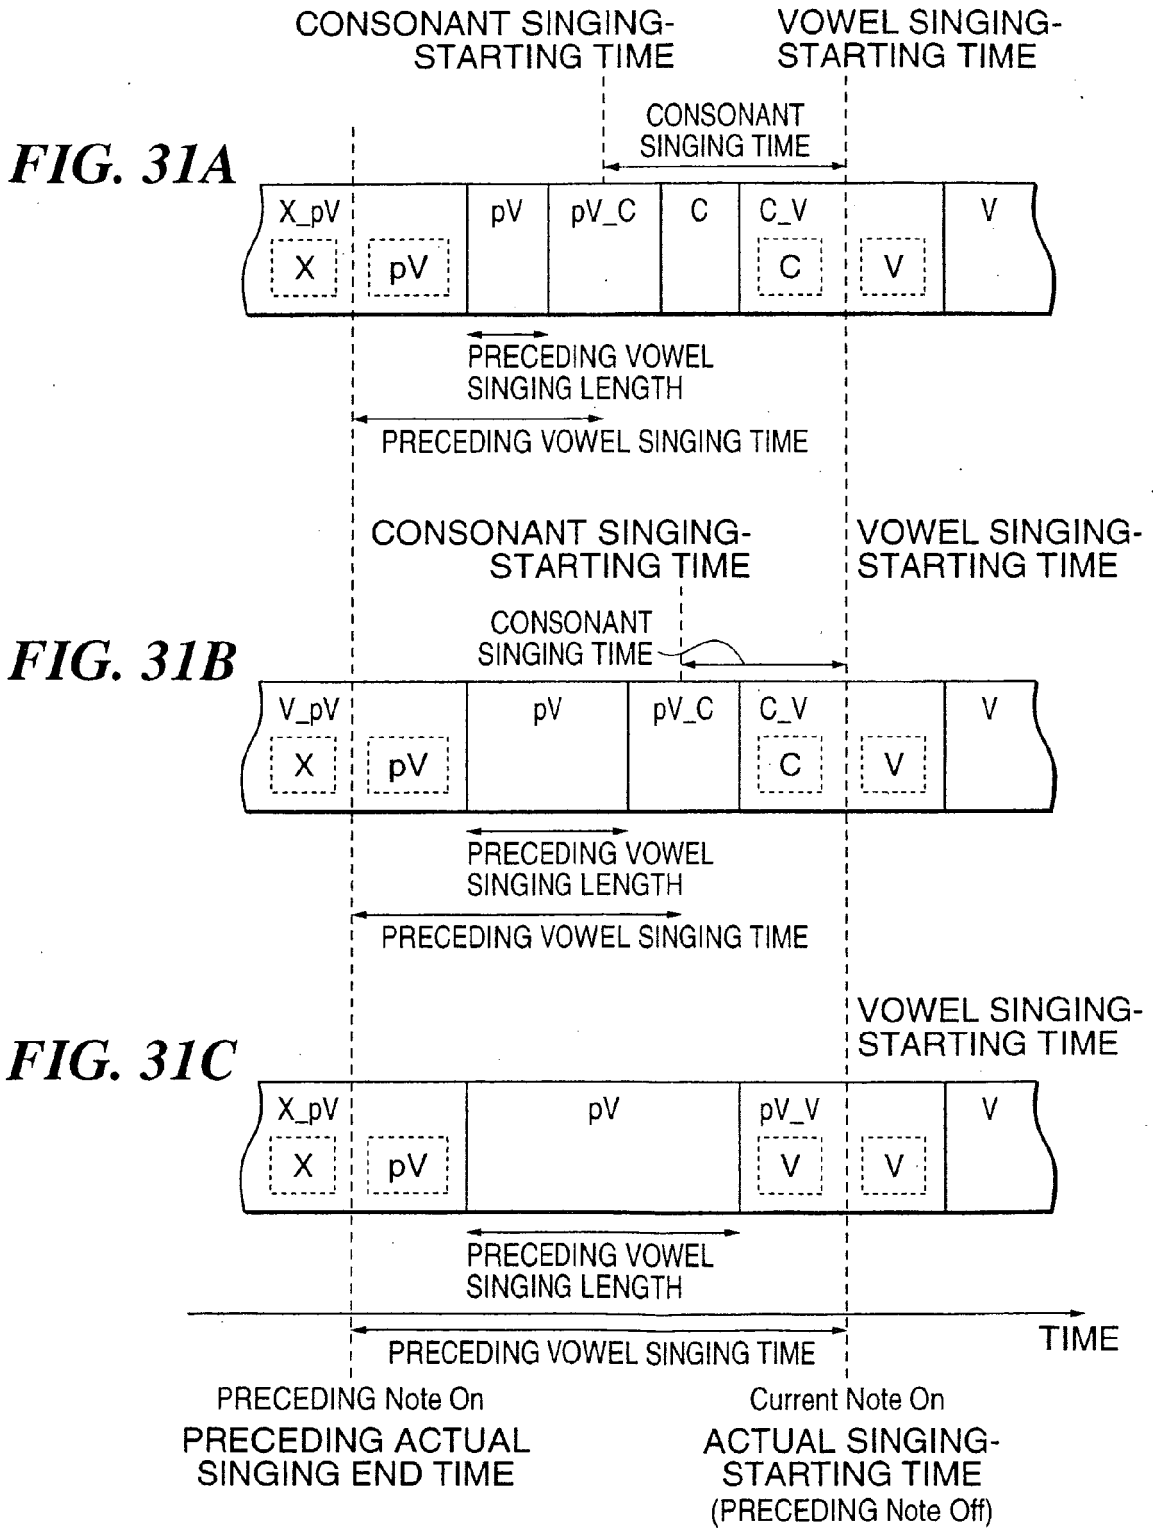 CONSONANT SINGING-
STARTING TIME
VOWEL SINGING-
STARTING TIME
CONSONANT
SINGING TIME
FIG. 31A
X_pV
pV
pV_C
C
C_V
V
X
pV
C
V
PRECEDING VOWEL
SINGING LENGTH
PRECEDING VOWEL SINGING TIME
CONSONANT SINGING-
STARTING TIME
VOWEL SINGING-
STARTING TIME
CONSONANT
SINGING TIME
FIG. 31B
V_pV
pV
pV_C
C_V
V
X
pV
C
V
PRECEDING VOWEL
SINGING LENGTH
PRECEDING VOWEL SINGING TIME
VOWEL SINGING-
STARTING TIME
FIG. 31C
X_pV
pV
pV_V
V
X
pV
V
V
PRECEDING VOWEL
SINGING LENGTH
TIME
PRECEDING VOWEL SINGING TIME
PRECEDING Note On
PRECEDING ACTUAL
SINGING END TIME
Current Note On
ACTUAL SINGING-
STARTING TIME
(PRECEDING Note Off)